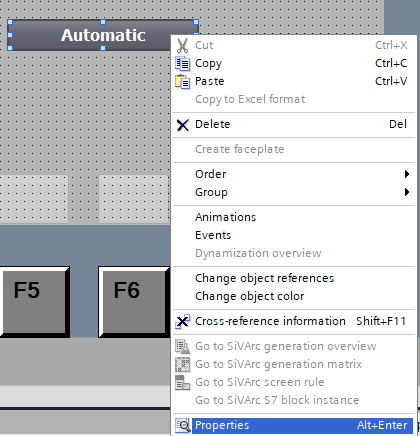 Automatic
Cut Ctrl+X
Copy Ctrl+C
Paste Ctrl+V
Copy to Excel format
Delete Del
Create faceplate
Order
Group
Animations
Events
Dynamization overview
Change object references
Change object color
Cross-reference information Shift+F11
Go to SiVArc generation overview
Go to SiVArc generation matrix
Go to SiVArc screen rule
Go to SiVArc S7 block instance
Properties Alt+Enter
F5
F6